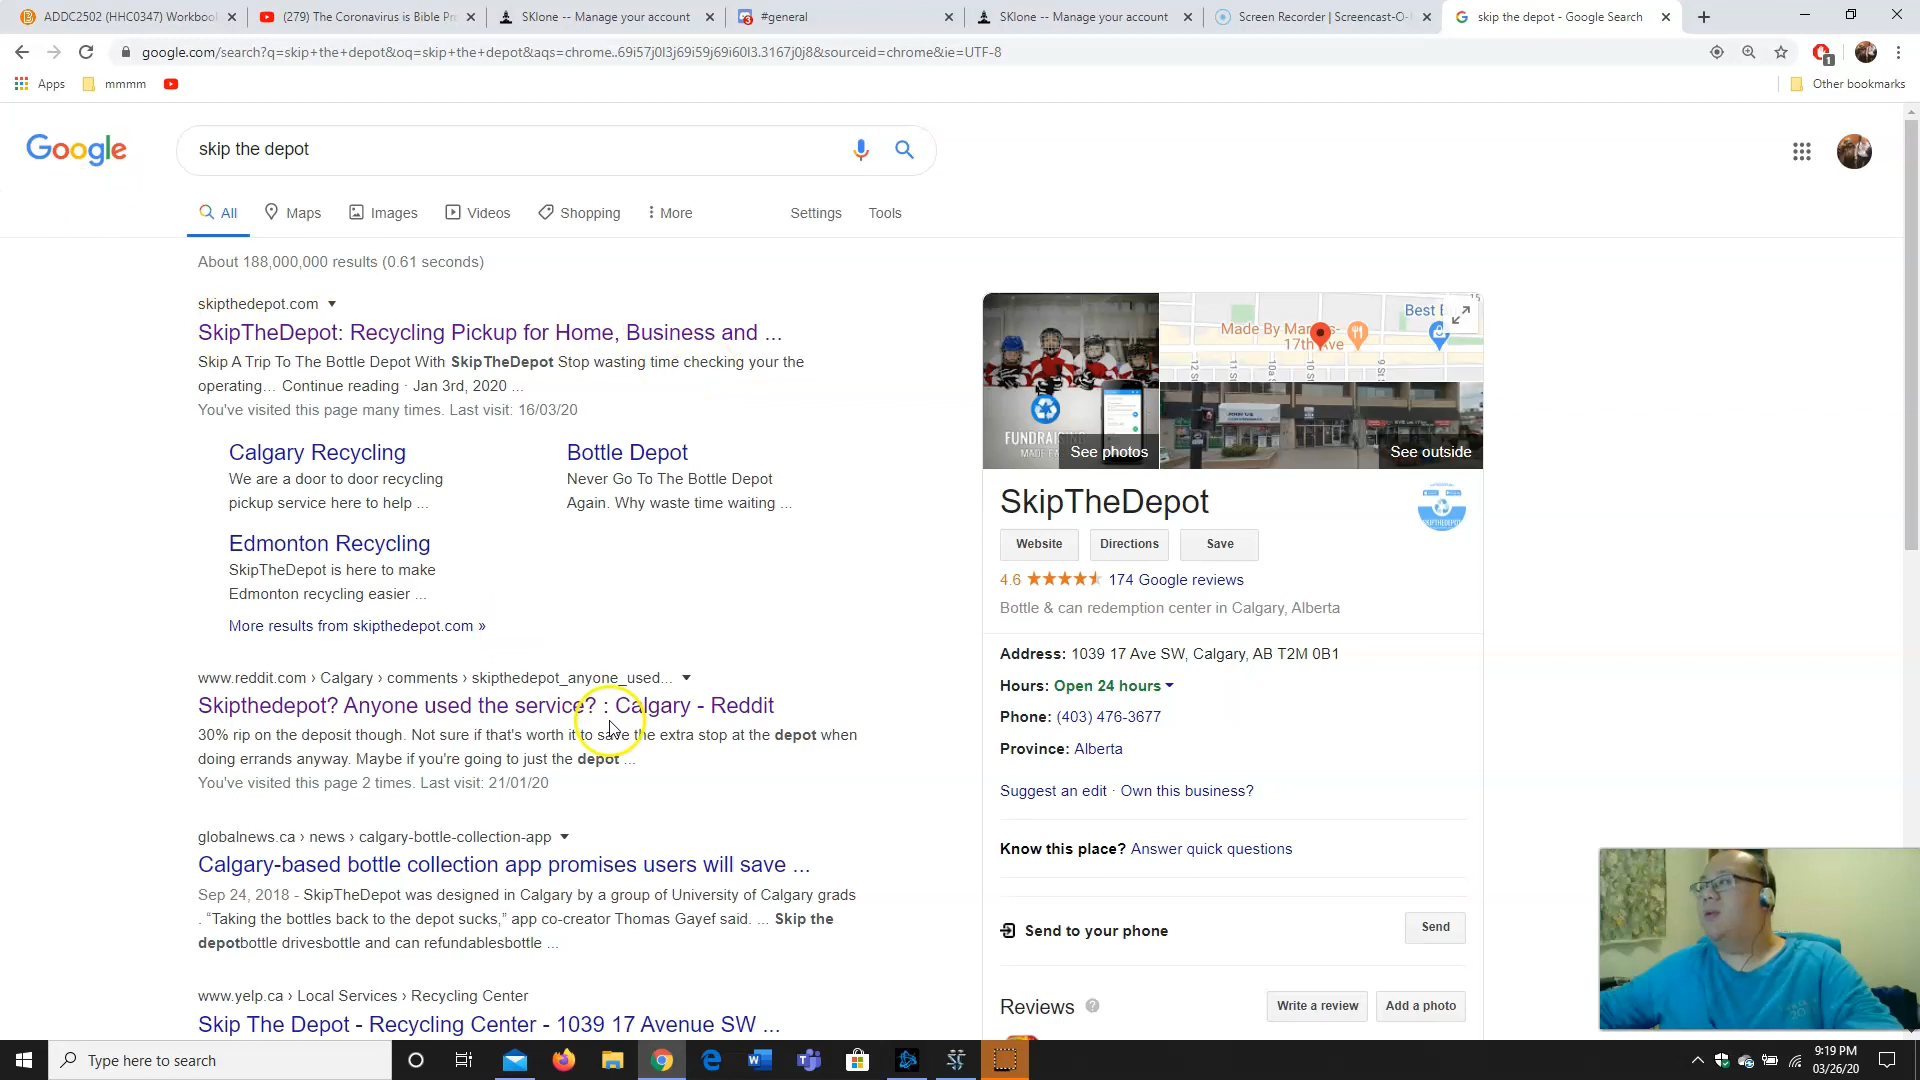 ADDC2502 (HHC0347) Workbool
(279) The Coronavirus is Bible Pr
SKlone -- Manage your account
#general
SKlone -- Manage your account
Screen Recorder | Screencast-O-
skip the depot - Google Search
google.com/search?q=skip+the+depot&oq=skip+the+depot&aqs=chrome..69i57j0l3j69i59j69i60l3.3167j0j8&sourceid=chrome&ie=UTF-8
Apps
mmmm
Other bookmarks
Google
skip the depot
All
Maps
Images
Videos
Shopping
More
Settings
Tools
About 188,000,000 results (0.61 seconds)
skipthedepot.com
SkipTheDepot: Recycling Pickup for Home, Business and ...
Skip A Trip To The Bottle Depot With SkipTheDepot Stop wasting time checking your the
operating... Continue reading · Jan 3rd, 2020 ...
You've visited this page many times. Last visit: 16/03/20
Calgary Recycling
We are a door to door recycling
pickup service here to help ...
Bottle Depot
Never Go To The Bottle Depot
Again. Why waste time waiting ...
Edmonton Recycling
SkipTheDepot is here to make
Edmonton recycling easier ...
More results from skipthedepot.com »
www.reddit.com › Calgary › comments › skipthedepot_anyone_used...
Skipthedepot? Anyone used the service? : Calgary - Reddit
30% rip on the deposit though. Not sure if that's worth it to save the extra stop at the depot when
doing errands anyway. Maybe if you're going to just the depot ...
You've visited this page 2 times. Last visit: 21/01/20
globalnews.ca › news › calgary-bottle-collection-app
Calgary-based bottle collection app promises users will save ...
Sep 24, 2018 - SkipTheDepot was designed in Calgary by a group of University of Calgary grads
. “Taking the bottles back to the depot sucks,” app co-creator Thomas Gayef said. ... Skip the
depotbottle drivesbottle and can refundablesbottle ...
www.yelp.ca › Local Services › Recycling Center
Skip The Depot - Recycling Center - 1039 17 Avenue SW ...
FUNDRAISING
See photos
Made By Mar
17th Ave
Best B
See outside
SkipTheDepot
Website
Directions
Save
4.6
174 Google reviews
Bottle & can redemption center in Calgary, Alberta
Address: 1039 17 Ave SW, Calgary, AB T2M 0B1
Hours: Open 24 hours
Phone: (403) 476-3677
Province: Alberta
Suggest an edit · Own this business?
Know this place? Answer quick questions
Send to your phone
Send
Reviews
Write a review
Add a photo
Type here to search
9:19 PM
03/26/20